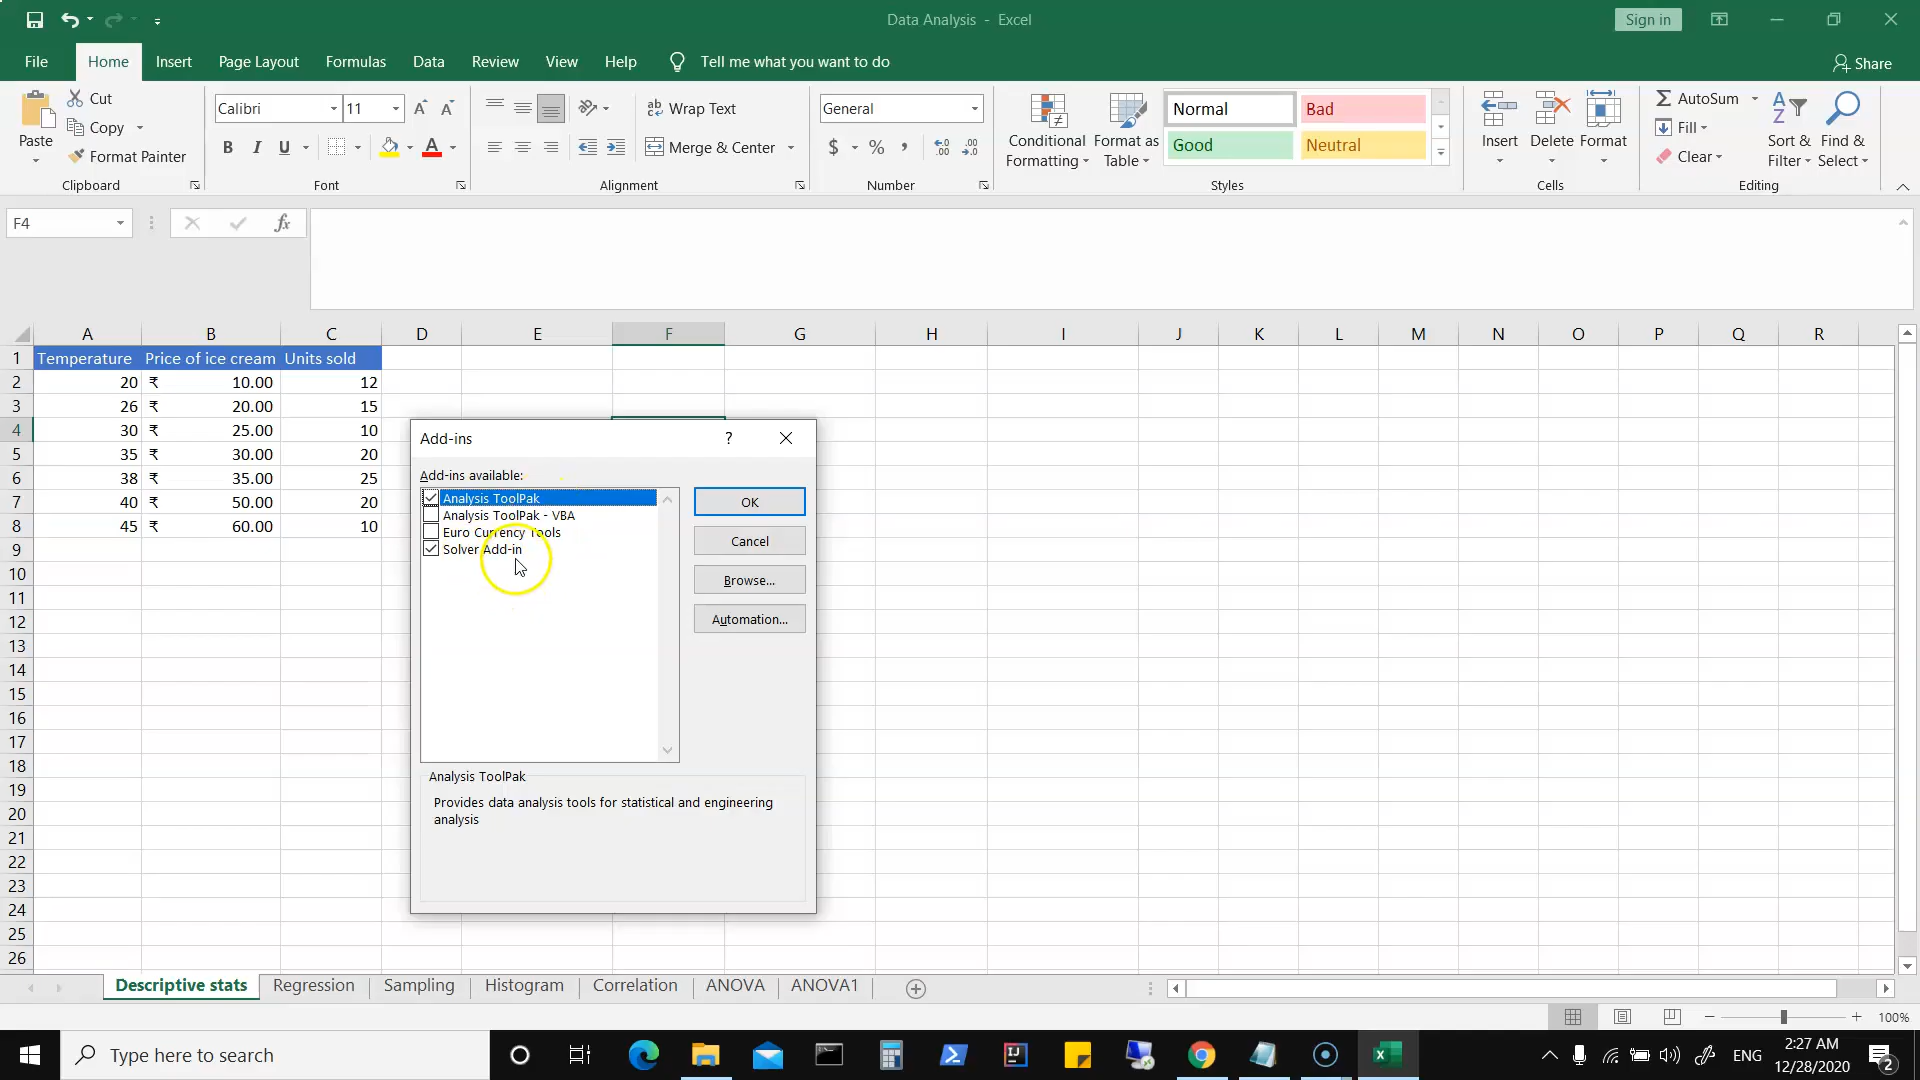 Data Analysis - Excel
Sign in
File Home Insert Page Layout Formulas Data Review View Help Tell me what you want to do Share
Paste Cut Copy Format Painter Clipboard
Calibri 11 B I U A Font
Wrap Text Merge & Center Alignment
General $ % , Number
Conditional Formatting Format as Table Normal Bad Good Neutral Styles
Insert Delete Format Cells
AutoSum Fill Clear Sort & Filter Find & Select Editing
F4 fx
A B C D E F G H I J K L M N O P Q R
1 Temperature Price of ice cream Units sold
2 20 ₹ 10.00 12
3 26 ₹ 20.00 15
4 30 ₹ 25.00 10
5 35 ₹ 30.00 20
6 38 ₹ 35.00 25
7 40 ₹ 50.00 20
8 45 ₹ 60.00 10
9
10
11
12
13
14
15
16
17
18
19
20
21
22
23
24
25
26
Add-ins ?
Add-ins available:
Analysis ToolPak
Analysis ToolPak - VBA
Euro Currency Tools
Solver Add-in
OK
Cancel
Browse...
Automation...
Analysis ToolPak
Provides data analysis tools for statistical and engineering
analysis
Descriptive stats Regression Sampling Histogram Correlation ANOVA ANOVA1
100%
Type here to search
ENG
2:27 AM
12/28/2020
2